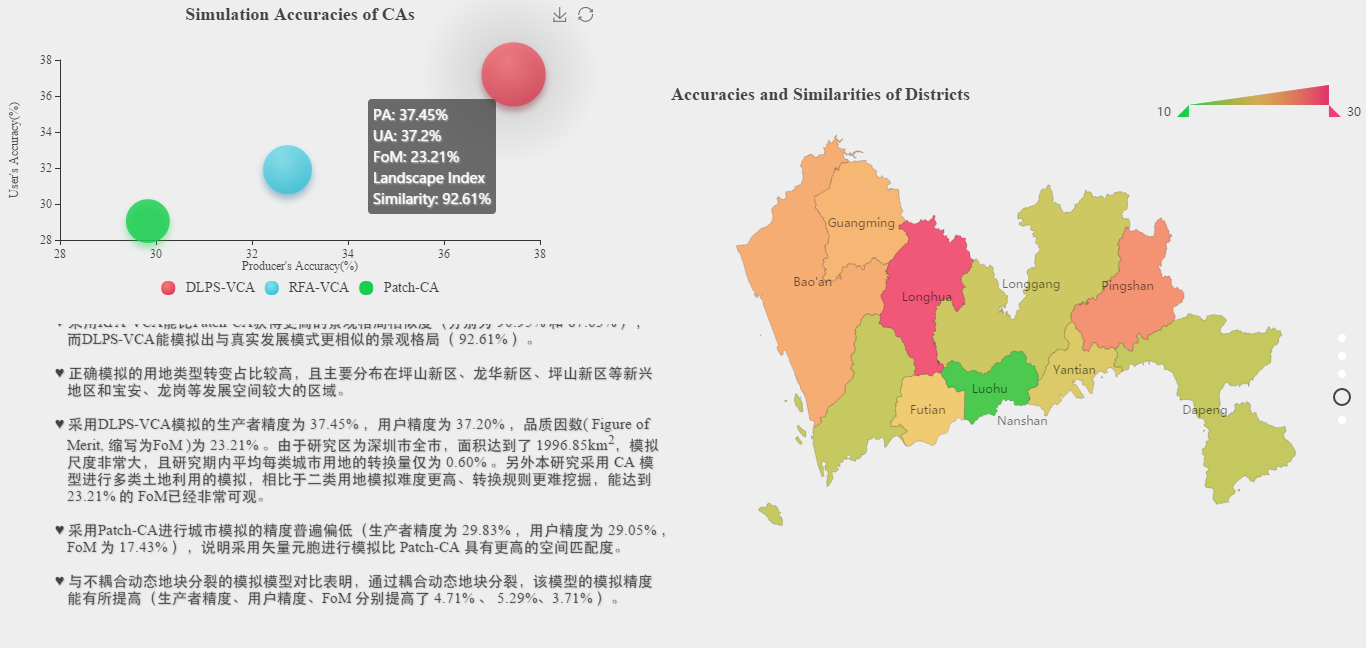 Simulation Accuracies of CAs
User's Accuracy(%)
38
36
34
32
30
28
28
30
32
34
36
38
Producer's Accuracy(%)
PA: 37.45%
UA: 37.2%
FoM: 23.21%
Landscape Index
Similarity: 92.61%
DLPS-VCA
RFA-VCA
Patch-CA
而DLPS-VCA能模拟出与真实发展模式更相似的景观格局（ 92.61% ）。
♥ 正确模拟的用地类型转变占比较高，且主要分布在坪山新区、龙华新区、坪山新区等新兴
地区和宝安、龙岗等发展空间较大的区域。
♥ 采用DLPS-VCA模拟的生产者精度为 37.45% ，用户精度为 37.20% ，品质因数( Figure of
Merit, 缩写为FoM )为 23.21% 。由于研究区为深圳市全市，面积达到了 1996.85km²，模拟
尺度非常大，且研究期内平均每类城市用地的转换量仅为 0.60% 。另外本研究采用 CA 模
型进行多类土地利用的模拟，相比于二类用地模拟难度更高、转换规则更难挖掘，能达到
23.21% 的 FoM已经非常可观。
♥ 采用Patch-CA进行城市模拟的精度普遍偏低（生产者精度为 29.83% ，用户精度为 29.05% ，
FoM 为 17.43% ），说明采用矢量元胞进行模拟比 Patch-CA 具有更高的空间匹配度。
♥ 与不耦合动态地块分裂的模拟模型对比表明，通过耦合动态地块分裂，该模型的模拟精度
能有所提高（生产者精度、用户精度、FoM 分别提高了 4.71% 、 5.29%、3.71% ）。
Accuracies and Similarities of Districts
10
30
Guangming
Bao'an
Longhua
Longgang
Pingshan
Luohu
Yantian
Futian
Nanshan
Dapeng